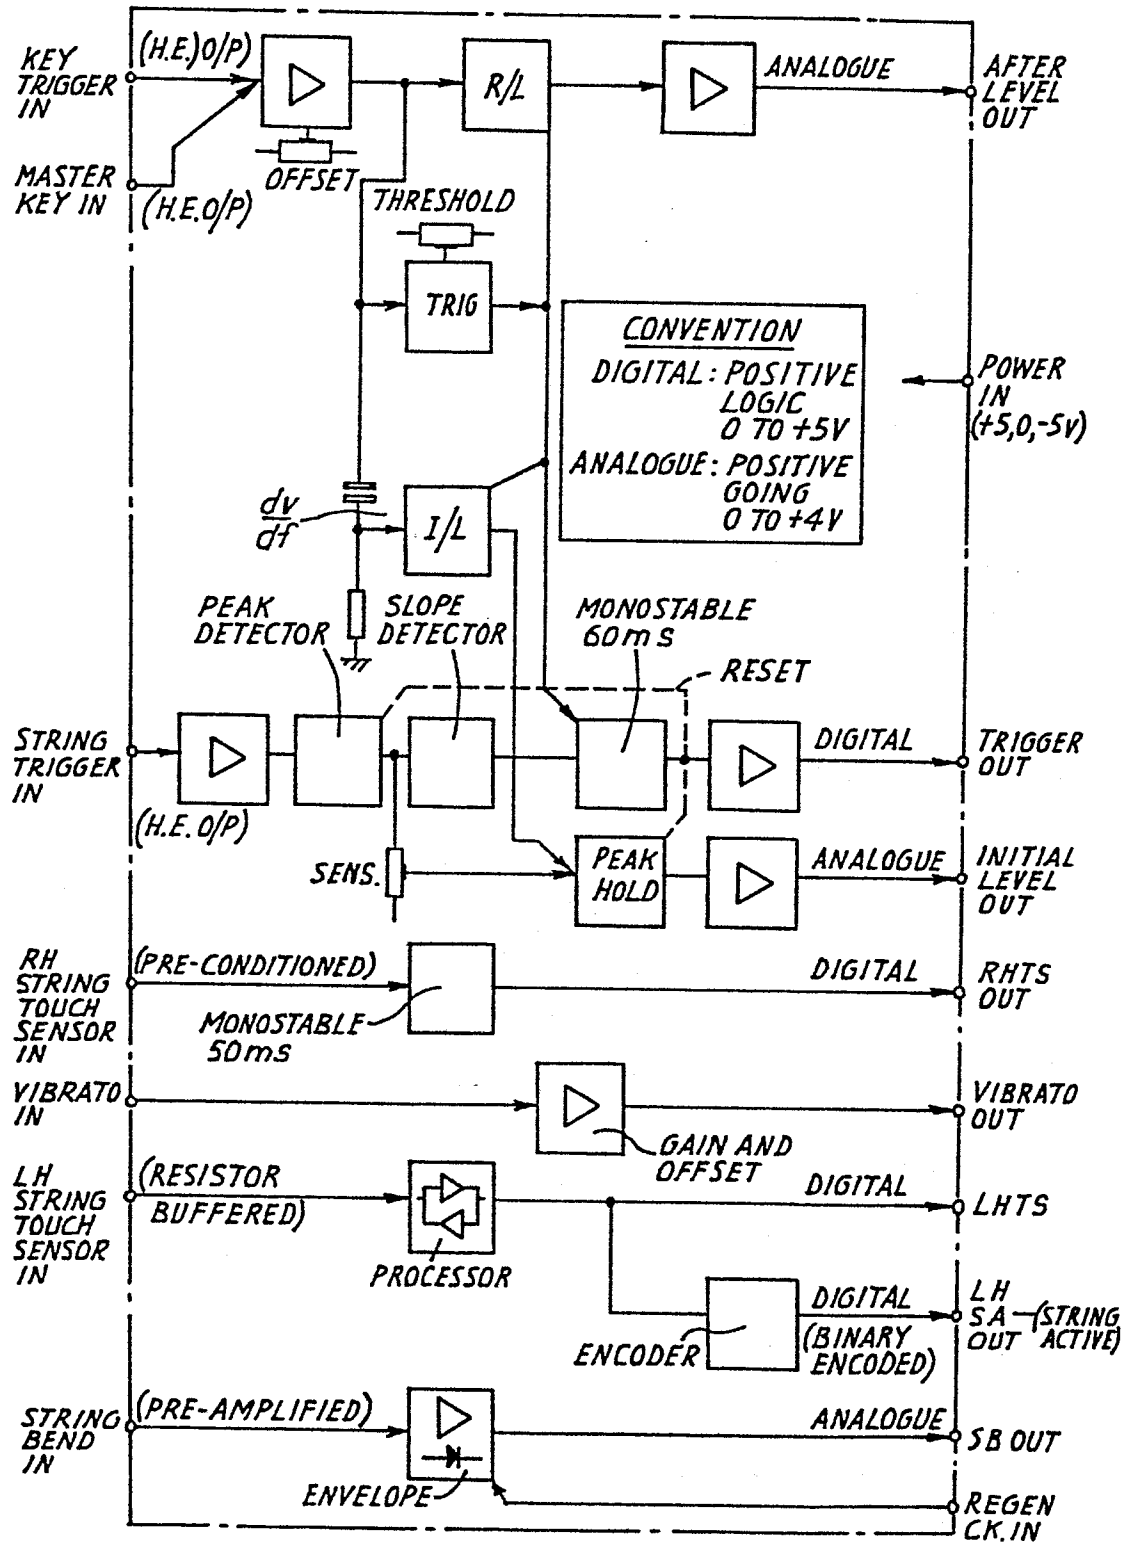 KEY
TRIGGER
IN
(H.E.)O/P)
R/L
ANALOGUE
AFTER
LEVEL
OUT
MASTER
KEY IN
(H.E.O/P)
OFFSET
THRESHOLD
TRIG
CONVENTION
DIGITAL: POSITIVE
LOGIC
0 TO +5V
ANALOGUE: POSITIVE
GOING
0 TO +4V
POWER
IN
(+5,0,-5v)
dv
df
I/L
PEAK
DETECTOR
SLOPE
DETECTOR
MONOSTABLE
60ms
RESET
STRING
TRIGGER
IN
(H.E. O/P)
DIGITAL
TRIGGER
OUT
SENS.
PEAK
HOLD
ANALOGUE
INITIAL
LEVEL
OUT
RH
STRING
TOUCH
SENSOR
IN
(PRE-CONDITIONED)
MONOSTABLE
50ms
DIGITAL
RHTS
OUT
VIBRATO
IN
GAIN AND
OFFSET
VIBRATO
OUT
LH
STRING
TOUCH
SENSOR
IN
(RESISTOR
BUFFERED)
PROCESSOR
DIGITAL
LHTS
ENCODER
DIGITAL
(BINARY
ENCODED)
LH
SA
OUT
(STRING
ACTIVE)
STRING
BEND
IN
(PRE-AMPLIFIED)
ENVELOPE
ANALOGUE
SB OUT
REGEN
CK. IN